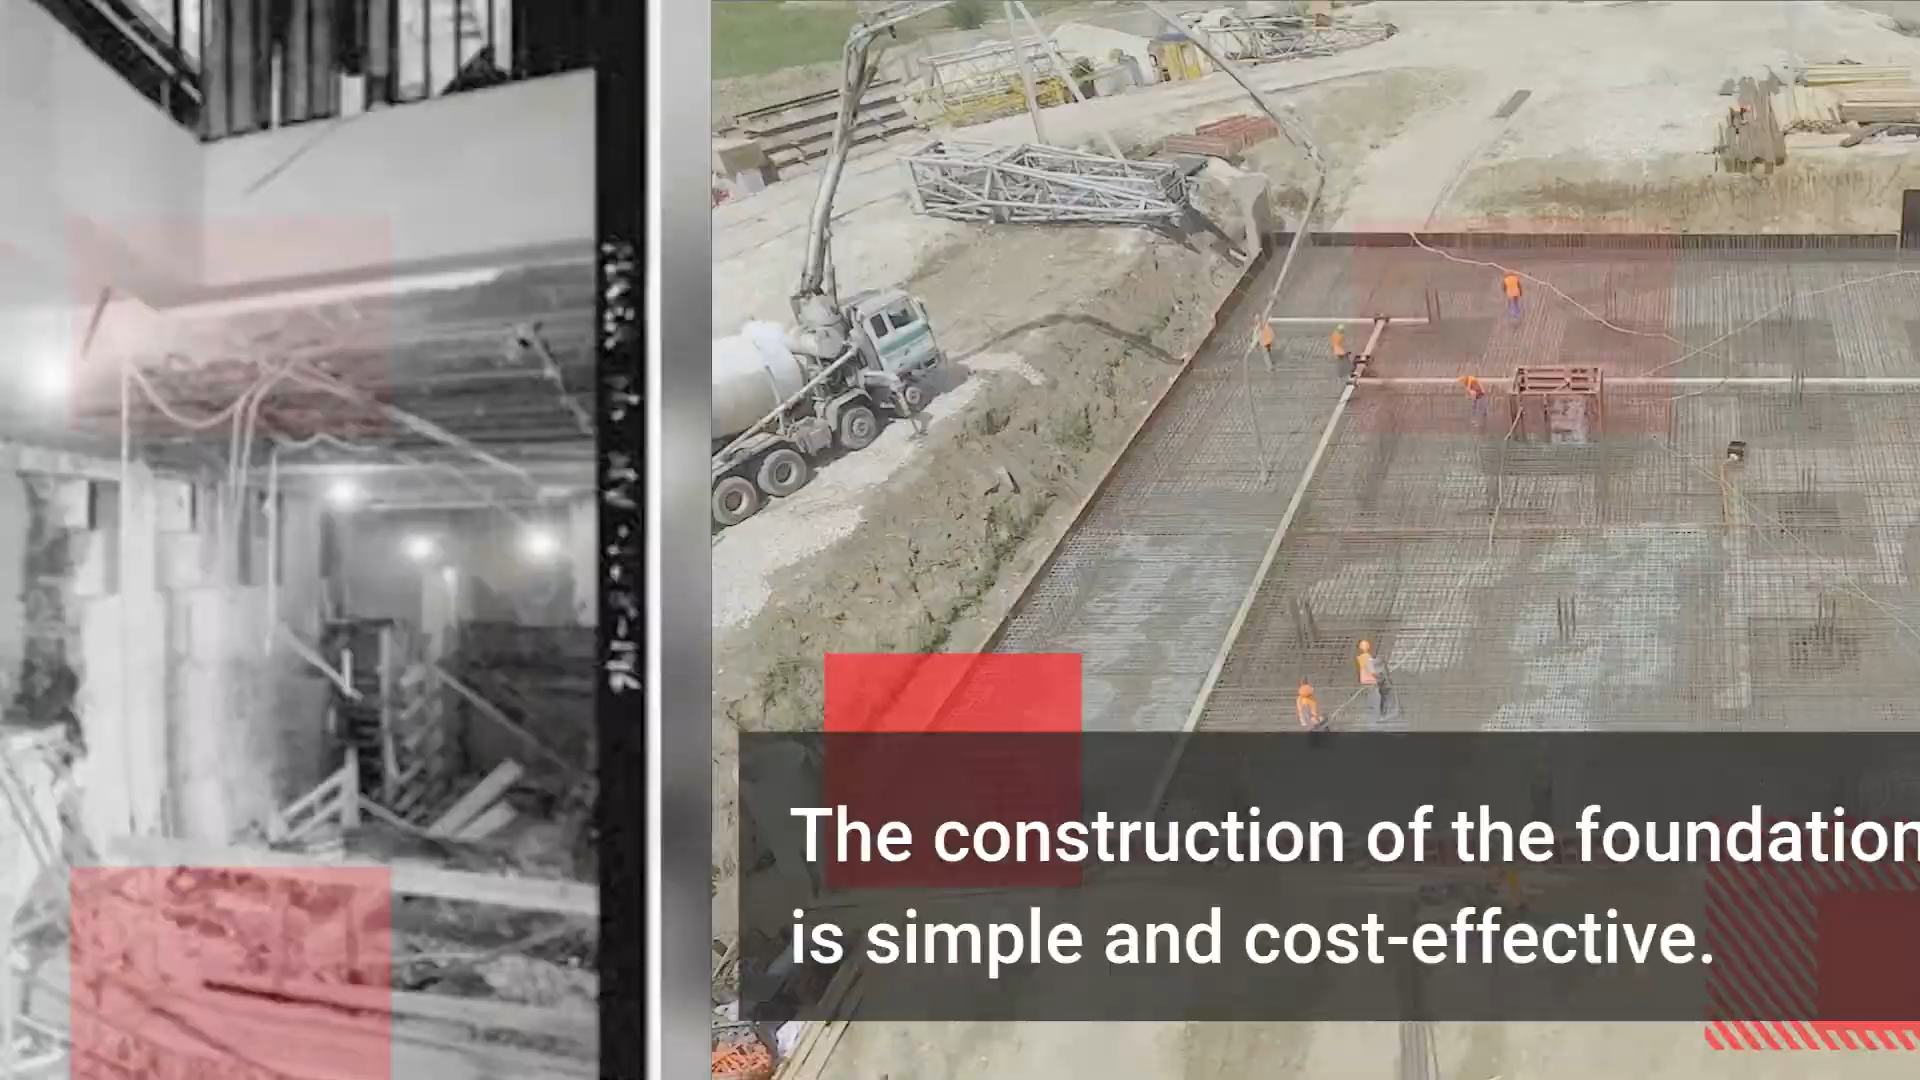 The construction of the foundation
is simple and cost-effective.